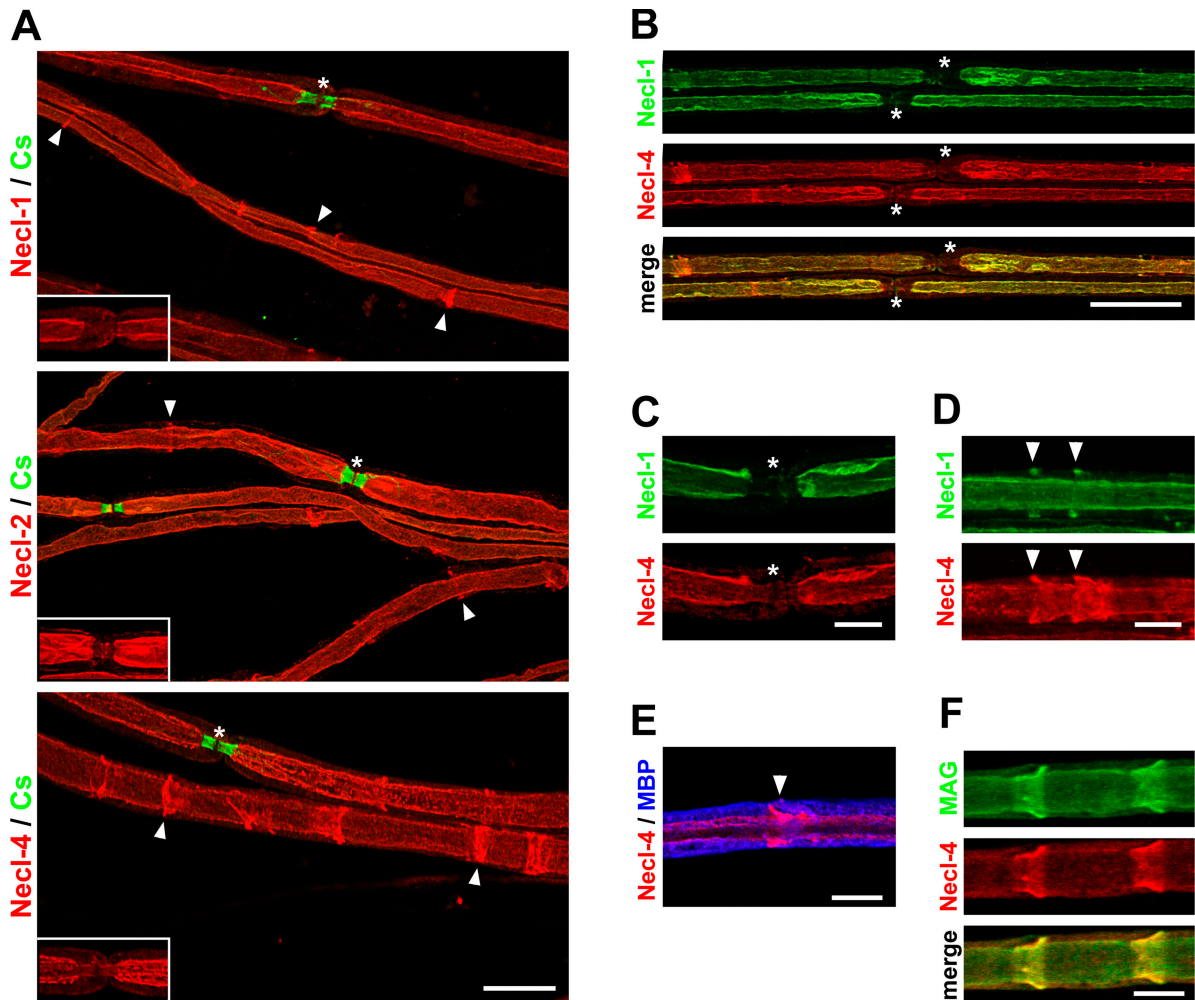 A
Necl-1 / Cs
*
Necl-2 / Cs
*
Necl-4 / Cs
*
B
Necl-1
*
*
Necl-4
*
*
merge
*
*
C
Necl-1
*
Necl-4
*
D
Necl-1
Necl-4
E
Necl-4 / MBP
F
MAG
Necl-4
merge